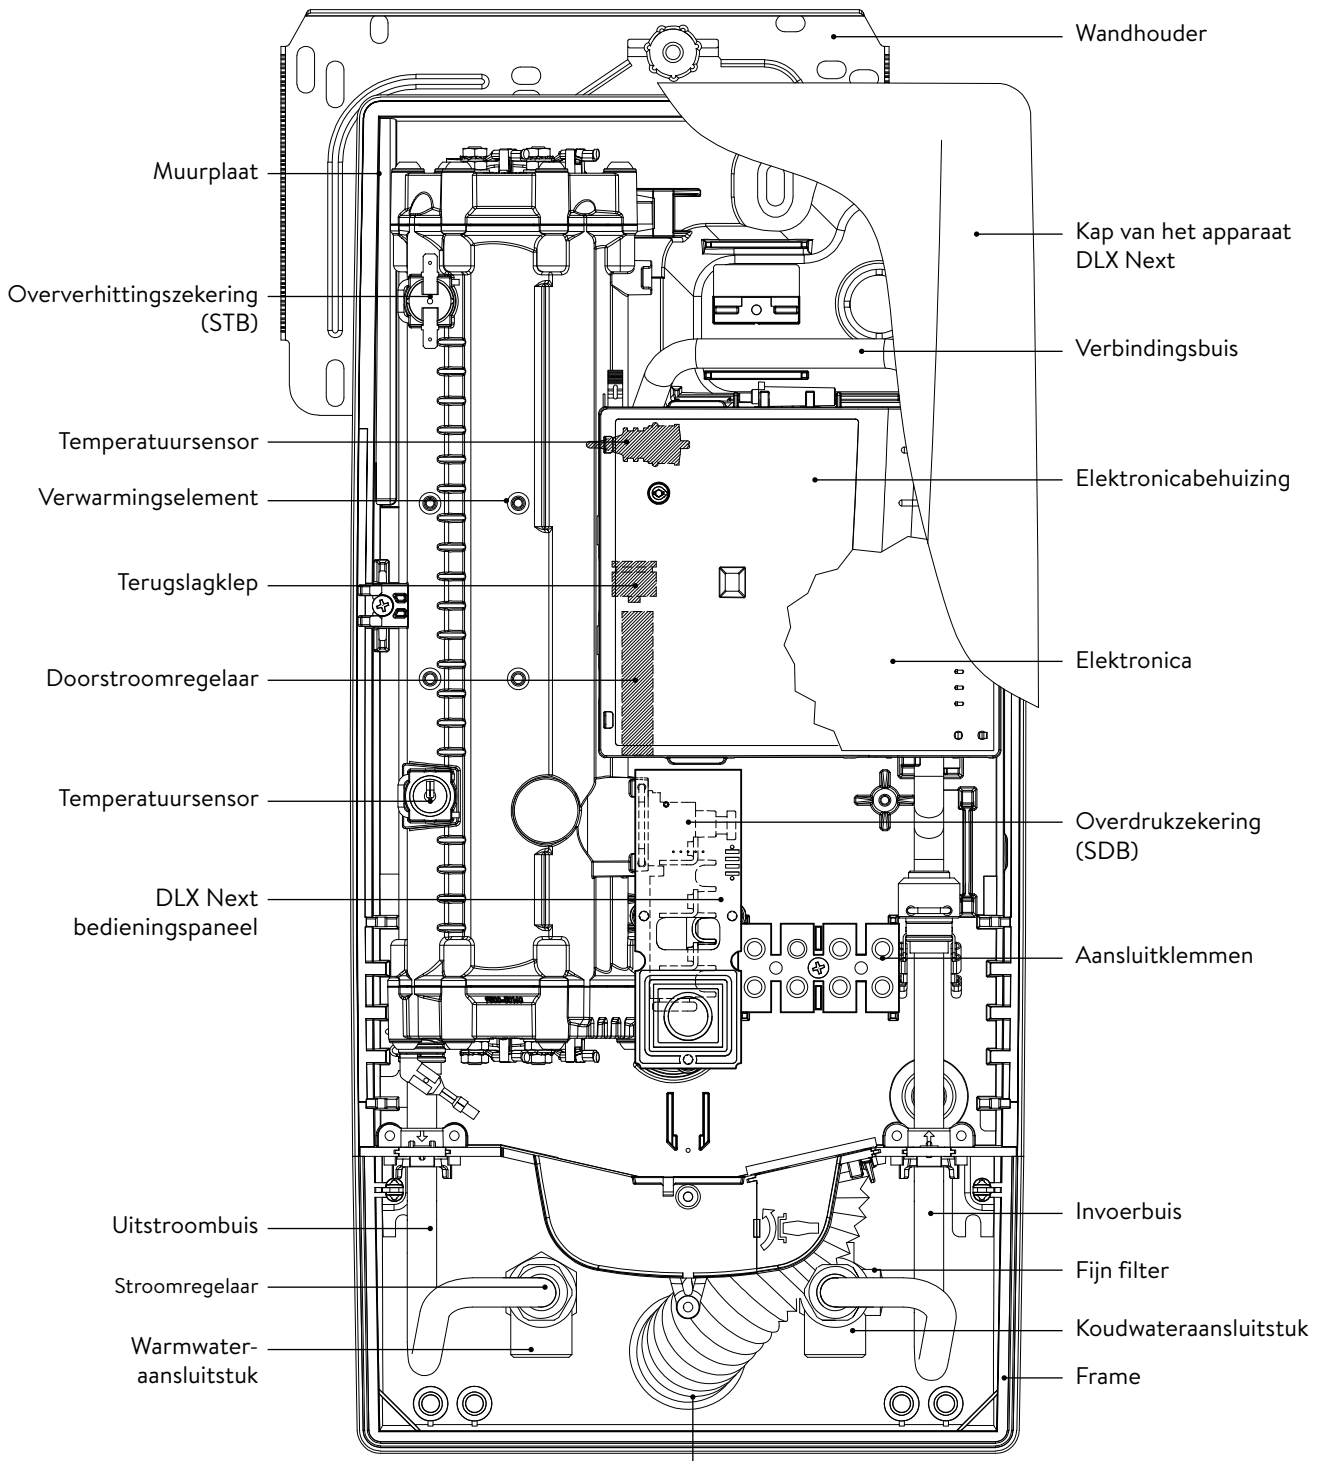 Wandhouder
Muurplaat
Kap van het apparaat
DLX Next
Oververhittingszekering
(STB)
Verbindingsbuis
Temperatuursensor
Elektronicabehuizing
Verwarmingselement
Terugslagklep
Elektronica
Doorstroomregelaar
Temperatuursensor
Overdrukzekering
(SDB)
DLX Next
bedieningspaneel
Aansluitklemmen
Uitstroombuis
Invoerbuis
Stroomregelaar
Fijn filter
Warmwater-
aansluitstuk
Koudwateraansluitstuk
Frame